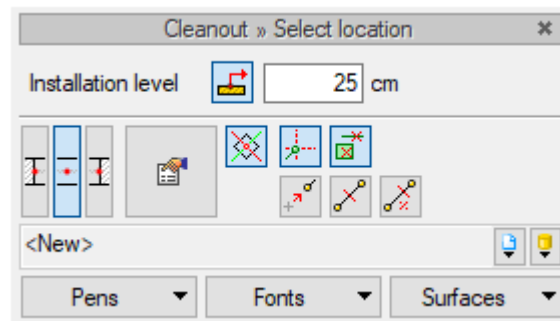 Cleanout » Select location
Installation level 25 cm
<New>
Pens Fonts Surfaces